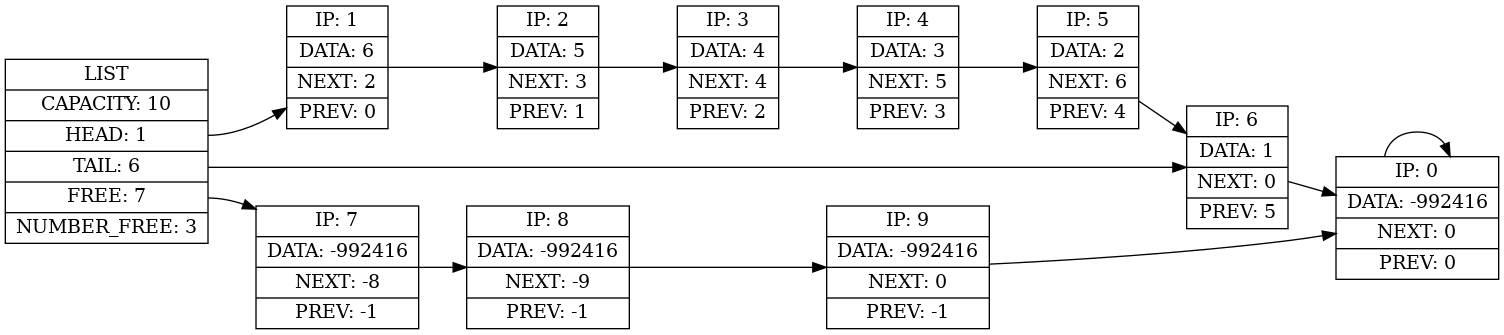 LIST
CAPACITY: 10
HEAD: 1
TAIL: 6
FREE: 7
NUMBER_FREE: 3
IP: 1
DATA: 6
NEXT: 2
PREV: 0
IP: 2
DATA: 5
NEXT: 3
PREV: 1
IP: 3
DATA: 4
NEXT: 4
PREV: 2
IP: 4
DATA: 3
NEXT: 5
PREV: 3
IP: 5
DATA: 2
NEXT: 6
PREV: 4
IP: 6
DATA: 1
NEXT: 0
PREV: 5
IP: 0
DATA: -992416
NEXT: 0
PREV: 0
IP: 7
DATA: -992416
NEXT: -8
PREV: -1
IP: 8
DATA: -992416
NEXT: -9
PREV: -1
IP: 9
DATA: -992416
NEXT: 0
PREV: -1